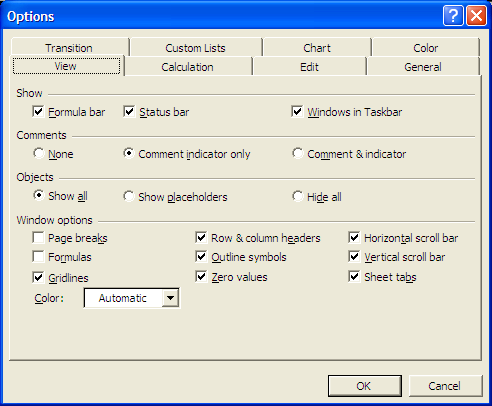 Options
Transition Custom Lists Chart Color
View Calculation Edit General
Show
Formula bar Status bar Windows in Taskbar
Comments
None Comment indicator only Comment & indicator
Objects
Show all Show placeholders Hide all
Window options
Page breaks Row & column headers Horizontal scroll bar
Formulas Outline symbols Vertical scroll bar
Gridlines Zero values Sheet tabs
Color: Automatic
OK Cancel